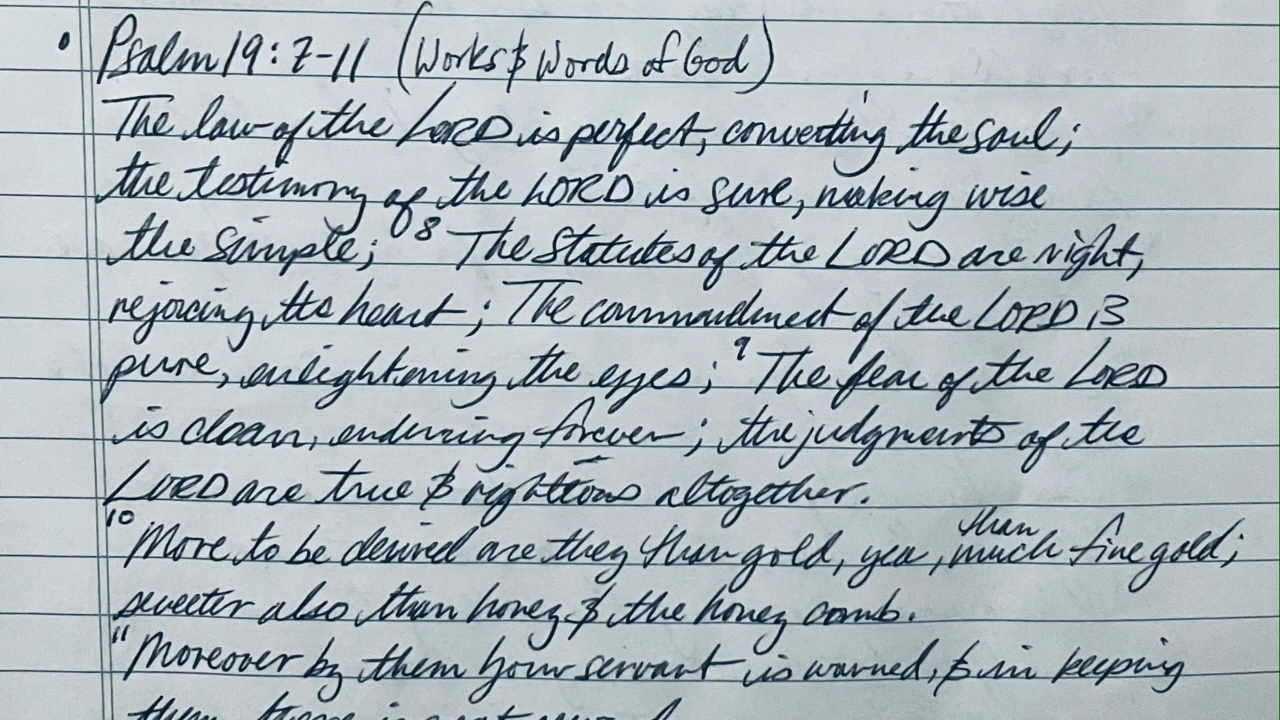 • Psalm 19:7-11 (Works & Words of God)
The law of the LORD is perfect, converting the soul;
the testimony of the LORD is sure, making wise
the simple; 8 The statutes of the LORD are right,
rejoicing the heart; The commandment of the LORD is
pure, enlightening the eyes; 9 The fear of the LORD
is clean, enduring forever; the judgments of the
LORD are true & righteous altogether.
10 More to be desired are they than gold, yea, than much fine gold;
sweeter also than honey & the honey comb.
11 Moreover by them your servant is warned, & in keeping
them there is great reward